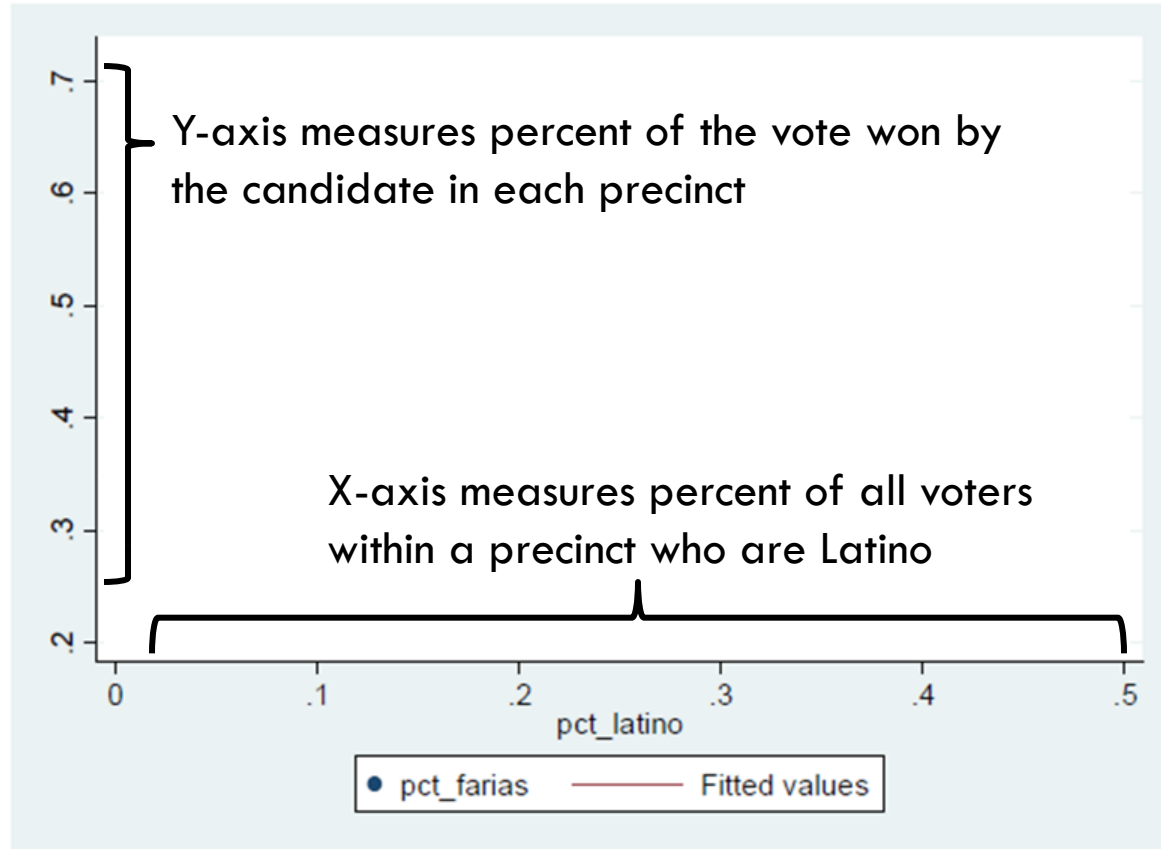 .7
Y-axis measures percent of the vote won by
the candidate in each precinct
.6
.5
.4
X-axis measures percent of all voters
within a precinct who are Latino
.3
.2
0 .1 .2 .3 .4 .5
pct_latino
pct_farias Fitted values